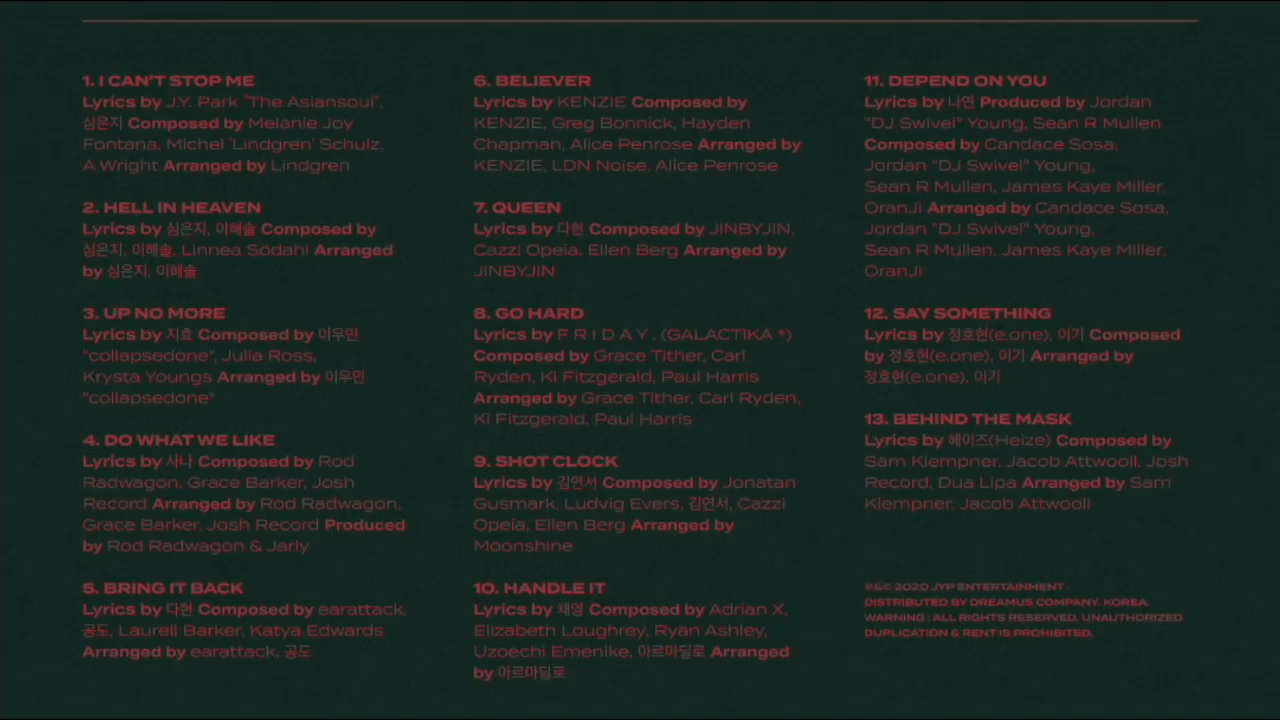 1. I CAN'T STOP ME
Lyrics by J.Y. Park "The Asiansoul",
심은지 Composed by Melanie Joy
Fontana, Michel 'Lindgren' Schulz,
A Wright Arranged by Lindgren
2. HELL IN HEAVEN
Lyrics by 심은지, 이해솔 Composed by
심은지, 이해솔, Linnea Södahl Arranged
by 심은지, 이해솔
3. UP NO MORE
Lyrics by 지효 Composed by 이우민
"collapsedone", Julia Ross,
Krysta Youngs Arranged by 이우민
"collapsedone"
4. DO WHAT WE LIKE
Lyrics by 사나 Composed by Rod
Radwagon, Grace Barker, Josh
Record Arranged by Rod Radwagon,
Grace Barker, Josh Record Produced
by Rod Radwagon & Jarly
5. BRING IT BACK
Lyrics by 다현 Composed by earattack,
공도, Laurell Barker, Katya Edwards
Arranged by earattack, 공도
6. BELIEVER
Lyrics by KENZIE Composed by
KENZIE, Greg Bonnick, Hayden
Chapman, Alice Penrose Arranged by
KENZIE, LDN Noise, Alice Penrose
7. QUEEN
Lyrics by 다현 Composed by JINBYJIN,
Cazzi Opeia, Ellen Berg Arranged by
JINBYJIN
8. GO HARD
Lyrics by F R I D A Y . (GALACTIKA *)
Composed by Grace Tither, Carl
Ryden, Ki Fitzgerald, Paul Harris
Arranged by Grace Tither, Carl Ryden,
Ki Fitzgerald, Paul Harris
9. SHOT CLOCK
Lyrics by 김연서 Composed by Jonatan
Gusmark, Ludvig Evers, 김연서, Cazzi
Opeia, Ellen Berg Arranged by
Moonshine
10. HANDLE IT
Lyrics by 채영 Composed by Adrian X,
Elizabeth Loughrey, Ryan Ashley,
Uzoechi Emenike, 아르마딜로 Arranged
by 아르마딜로
11. DEPEND ON YOU
Lyrics by 나연 Produced by Jordan
"DJ Swivel" Young, Sean R Mullen
Composed by Candace Sosa,
Jordan "DJ Swivel" Young,
Sean R Mullen, James Kaye Miller,
OranJi Arranged by Candace Sosa,
Jordan "DJ Swivel" Young,
Sean R Mullen, James Kaye Miller,
OranJi
12. SAY SOMETHING
Lyrics by 정호현(e.one), 이기 Composed
by 정호현(e.one), 이기 Arranged by
정호현(e.one), 이기
13. BEHIND THE MASK
Lyrics by 헤이즈(Heize) Composed by
Sam Klempner, Jacob Attwooll, Josh
Record, Dua Lipa Arranged by Sam
Klempner, Jacob Attwooll
℗&© 2020 JYP ENTERTAINMENT ·
DISTRIBUTED BY DREAMUS COMPANY. KOREA.
WARNING : ALL RIGHTS RESERVED. UNAUTHORIZED
DUPLICATION & RENT IS PROHIBITED.